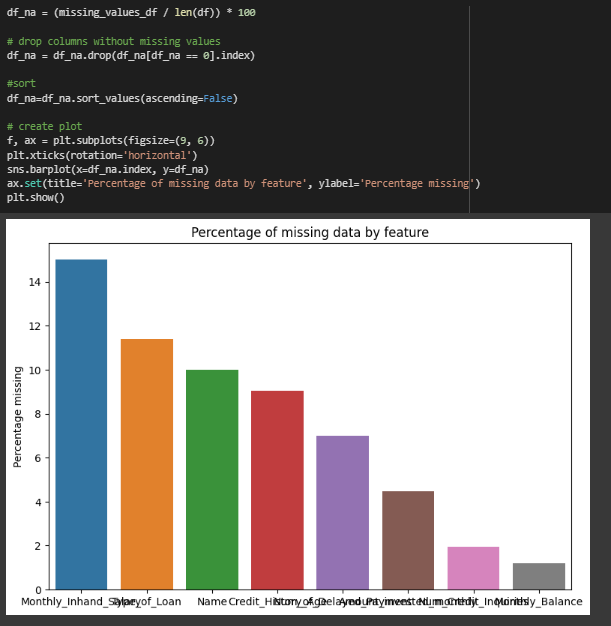 df_na = (missing_values_df / len(df)) * 100
# drop columns without missing values
df_na = df_na.drop(df_na[df_na == 0].index)
#sort
df_na=df_na.sort_values(ascending=False)
# create plot
f, ax = plt.subplots(figsize=(9, 6))
plt.xticks(rotation='horizontal')
sns.barplot(x=df_na.index, y=df_na)
ax.set(title='Percentage of missing data by feature', ylabel='Percentage missing')
plt.show()
Percentage of missing data by feature
Percentage missing
14
12
10
8
6
4
2
0
Monthly_Inhand_Salary Type_of_Loan Name Credit_History_Age Num_of_Delayed_Payment Amount_invested_monthly Num_Credit_Inquiries Monthly_Balance